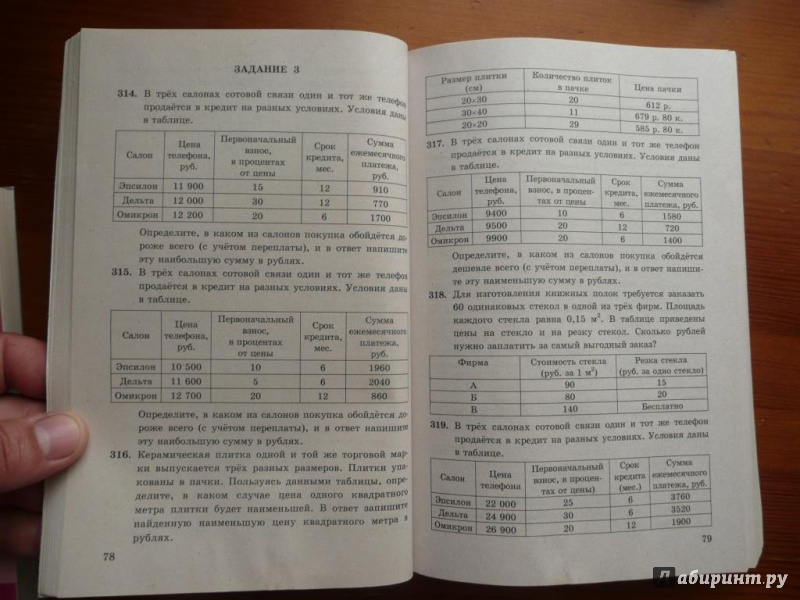 ЗАДАНИЕ 3
314. В трёх салонах сотовой связи один и тот же телефон
продаётся в кредит на разных условиях. Условия даны
в таблице.
Салон | Цена телефона, руб. | Первоначальный взнос, в процентах от цены | Срок кредита, мес. | Сумма ежемесячного платежа, руб.
Эпсилон | 11 900 | 15 | 12 | 910
Дельта | 12 000 | 30 | 12 | 770
Омикрон | 12 200 | 20 | 6 | 1700
Определите, в каком из салонов покупка обойдётся до-
роже всего (с учётом переплаты), и в ответ напишите
эту наибольшую сумму в рублях.
315. В трёх салонах сотовой связи один и тот же телефон
продаётся в кредит на разных условиях. Условия даны
в таблице.
Салон | Цена телефона, руб. | Первоначальный взнос, в процентах от цены | Срок кредита, мес. | Сумма ежемесячного платежа, руб.
Эпсилон | 10 500 | 10 | 6 | 1960
Дельта | 11 600 | 5 | 6 | 2040
Омикрон | 12 700 | 20 | 12 | 860
Определите, в каком из салонов покупка обойдётся до-
роже всего (с учётом переплаты), и в ответ напишите
эту наибольшую сумму в рублях.
316. Керамическая плитка одной и той же торговой мар-
ки выпускается трёх разных размеров. Плитки упа-
кованы в пачки. Пользуясь данными таблицы, опре-
делите, в каком случае цена одного квадратного
метра плитки будет наименьшей. В ответ запишите
найденную наименьшую цену квадратного метра в
рублях.
78
Размер плитки (см) | Количество плиток в пачке | Цена пачки
20×30 | 20 | 612 р.
30×40 | 11 | 679 р. 80 к.
20×20 | 29 | 585 р. 80 к.
317. В трёх салонах сотовой связи один и тот же телефон
продаётся в кредит на разных условиях. Условия даны
в таблице.
Салон | Цена телефона, руб. | Первоначальный взнос, в процен-тах от цены | Срок кредита, мес. | Сумма ежемесячного платежа, руб.
Эпсилон | 9400 | 10 | 6 | 1580
Дельта | 9500 | 20 | 12 | 720
Омикрон | 9900 | 20 | 6 | 1400
Определите, в каком из салонов покупка обойдётся
дешевле всего (с учётом переплаты), и в ответ напиши-
те эту наименьшую сумму в рублях.
318. Для изготовления книжных полок требуется заказать
60 одинаковых стекол в одной из трёх фирм. Площадь
каждого стекла равна 0,15 м². В таблице приведены
цены на стекло и на резку стекол. Сколько рублей
нужно заплатить за самый выгодный заказ?
Фирма | Стоимость стекла (руб. за 1 м²) | Резка стекла (руб. за одно стекло)
А | 90 | 15
Б | 80 | 20
В | 140 | Бесплатно
319. В трёх салонах сотовой связи один и тот же телефон
продаётся в кредит на разных условиях. Условия даны
в таблице.
Салон | Цена телефона | Первоначальный взнос, в процен-тах от цены) | Срок кредита (мес.) | Сумма ежемесячного платежа, руб.
Эпсилон | 22 000 | 25 | 6 | 3760
Дельта | 24 900 | 30 | 6 | 3520
Омикрон | 26 900 | 20 | 12 | 1900
79
Лабиринт.ру